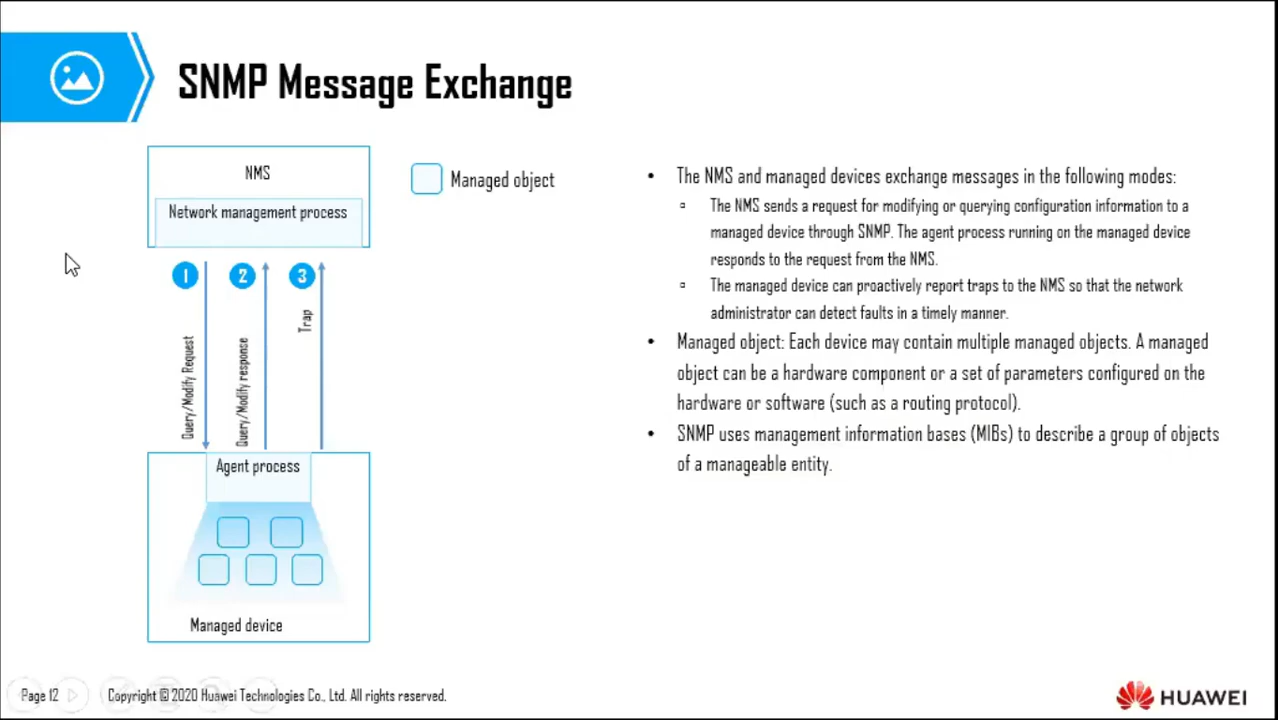 SNMP Message Exchange
NMS
Network management process
Managed object
1
2
3
Query/Modify Request
Query/Modify response
Trap
Agent process
Managed device
• The NMS and managed devices exchange messages in the following modes:
▫ The NMS sends a request for modifying or querying configuration information to a
managed device through SNMP. The agent process running on the managed device
responds to the request from the NMS.
▫ The managed device can proactively report traps to the NMS so that the network
administrator can detect faults in a timely manner.
• Managed object: Each device may contain multiple managed objects. A managed
object can be a hardware component or a set of parameters configured on the
hardware or software (such as a routing protocol).
• SNMP uses management information bases (MIBs) to describe a group of objects
of a manageable entity.
Page 12
Copyright © 2020 Huawei Technologies Co., Ltd. All rights reserved.
HUAWEI